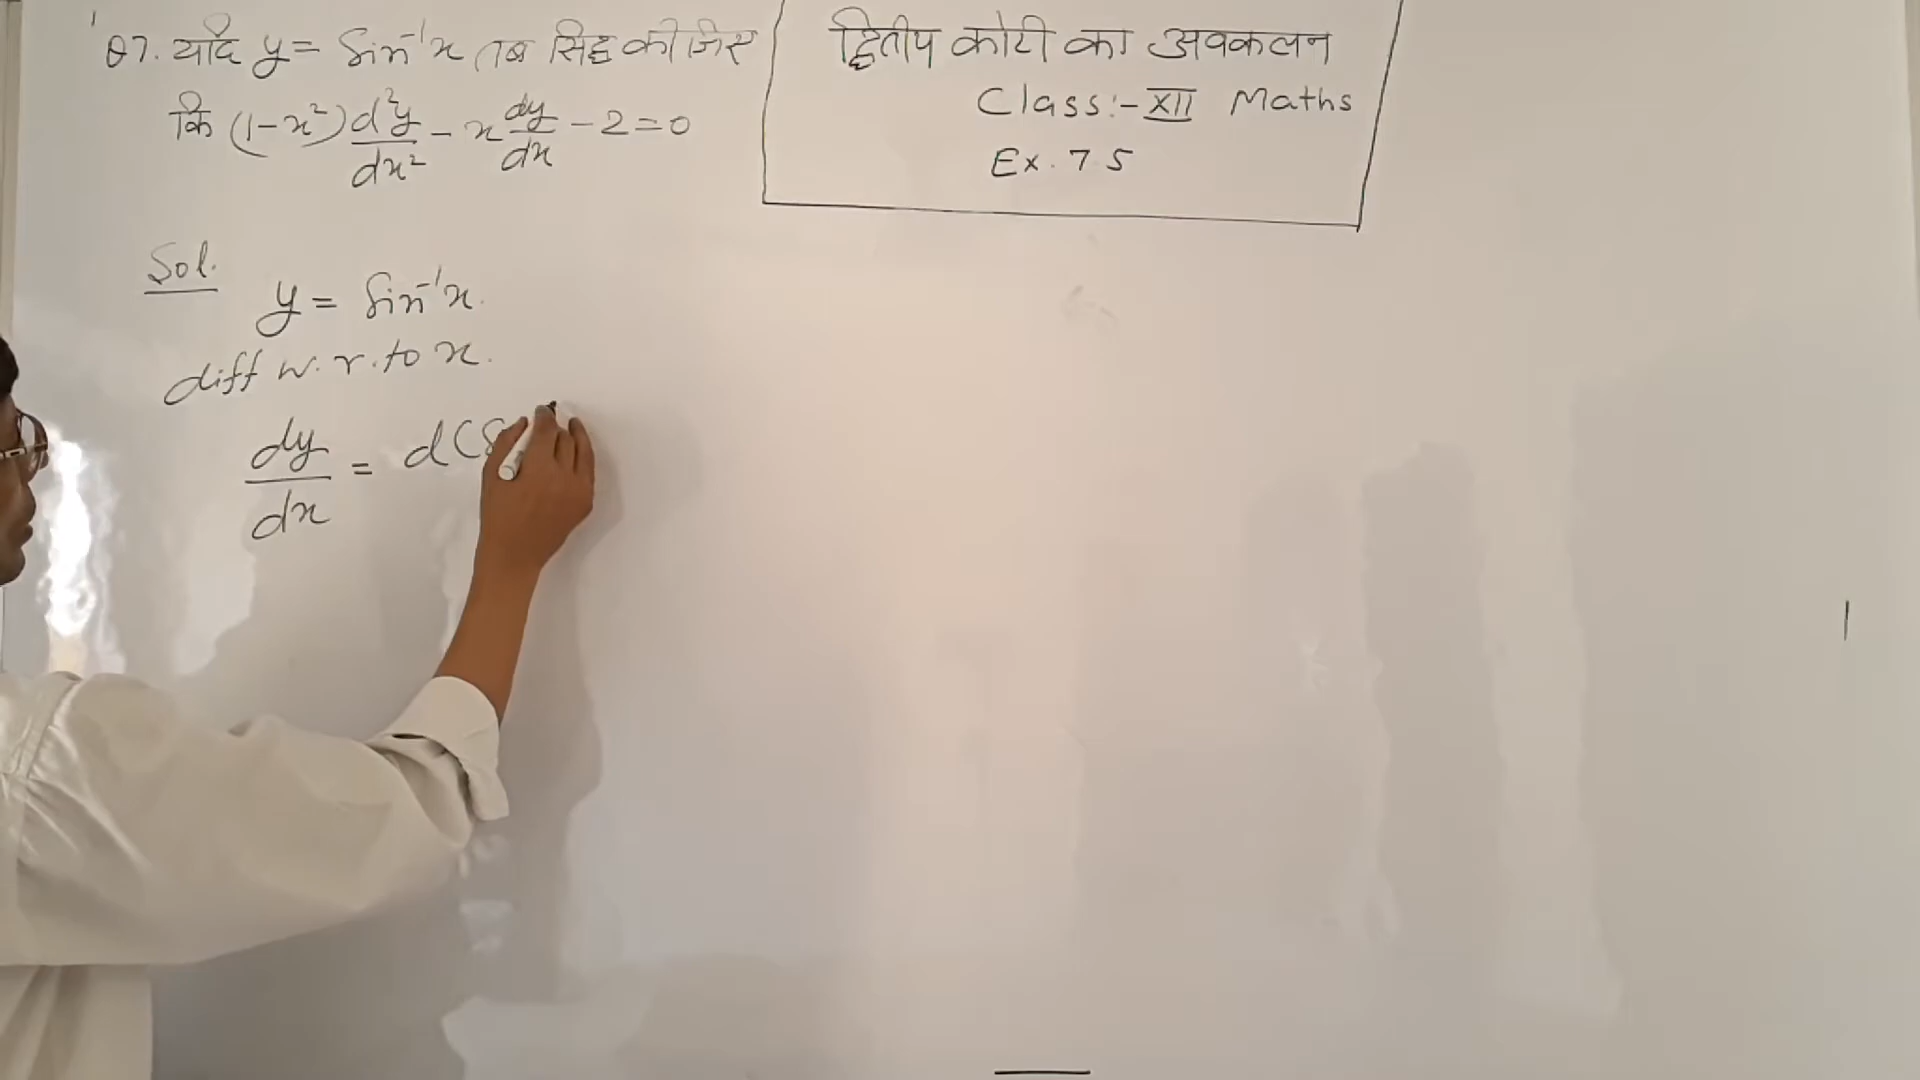 Q7. यदि y = Sin⁻¹x तब सिद्ध कीजिए
कि (1-x²) d²y/dx² - x dy/dx - 2 = 0
द्वितीय कोटी का अवकलन
Class:- XII Maths
Ex. 7 5
Sol.
y = Sin⁻¹x.
diff w.r.to x.
dy/dx = d(S